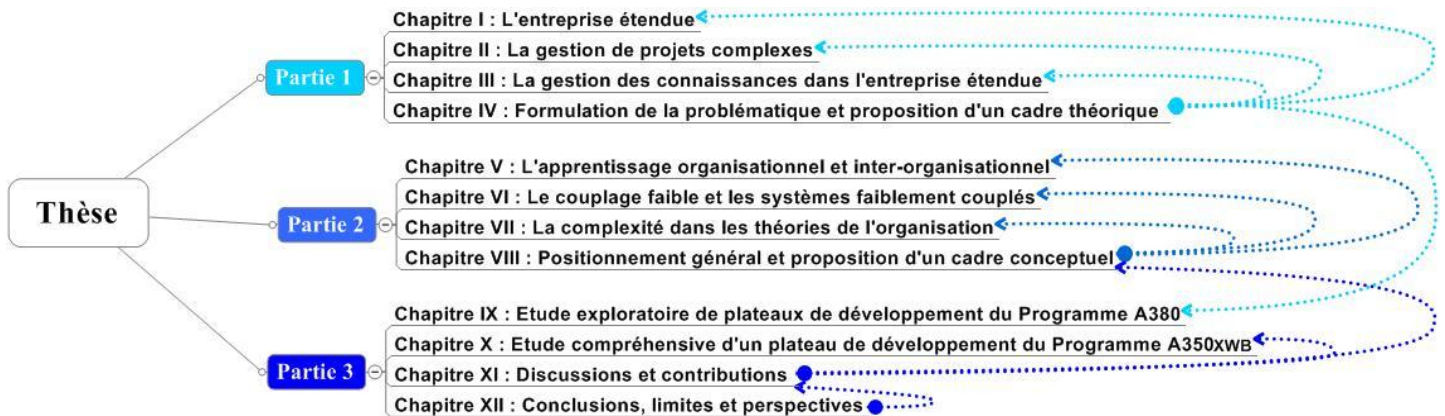 Chapitre I : L'entreprise étendue
Chapitre II : La gestion de projets complexes
Partie 1
Chapitre III : La gestion des connaissances dans l'entreprise étendue
Chapitre IV : Formulation de la problématique et proposition d'un cadre théorique
Chapitre V : L'apprentissage organisationnel et inter-organisationnel
Chapitre VI : Le couplage faible et les systèmes faiblement couplés
Thèse
Partie 2
Chapitre VII : La complexité dans les théories de l'organisation
Chapitre VIII : Positionnement général et proposition d'un cadre conceptuel
Chapitre IX : Etude exploratoire de plateaux de développement du Programme A380
Chapitre X : Etude compréhensive d'un plateau de développement du Programme A350XWB
Partie 3
Chapitre XI : Discussions et contributions
Chapitre XII : Conclusions, limites et perspectives